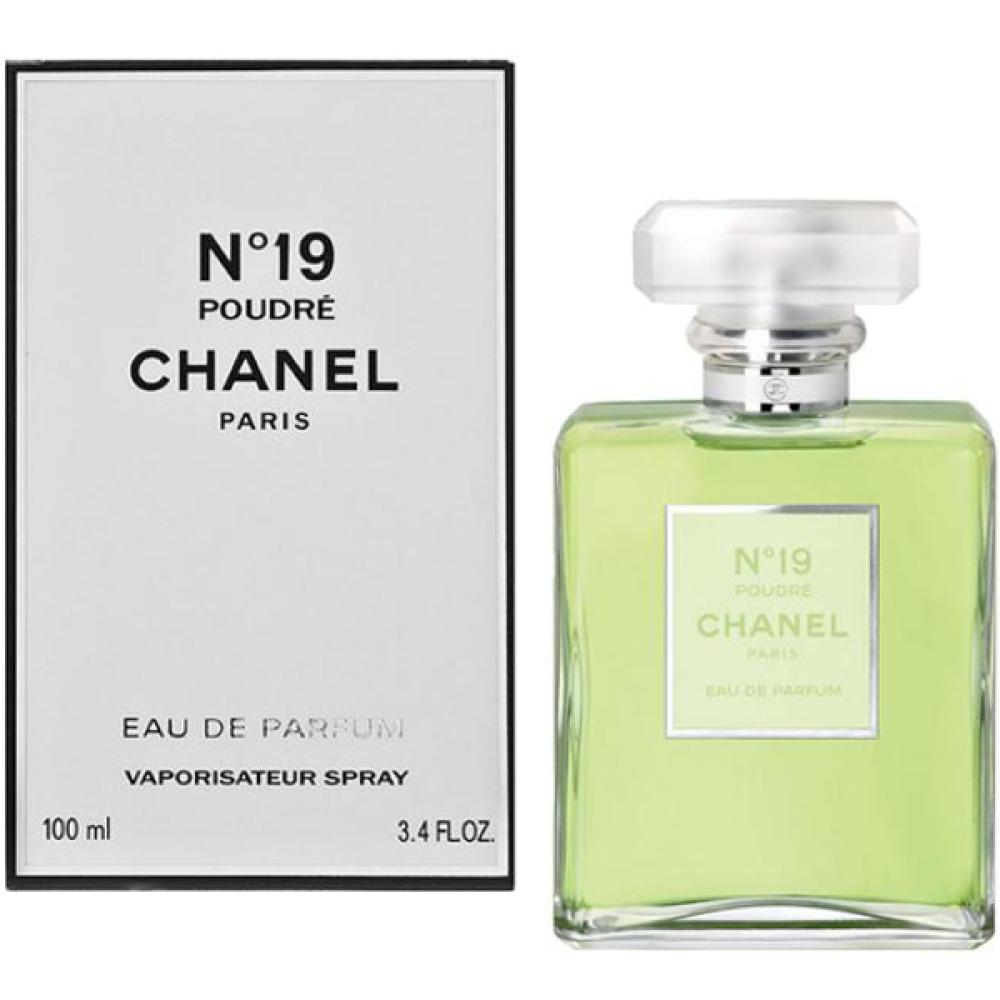 N°19
POUDRÉ
CHANEL
PARIS
EAU DE PARFUM
VAPORISATEUR SPRAY
100 ml
3.4 FL.OZ.
N°19
POUDRÉ
CHANEL
PARIS
EAU DE PARFUM